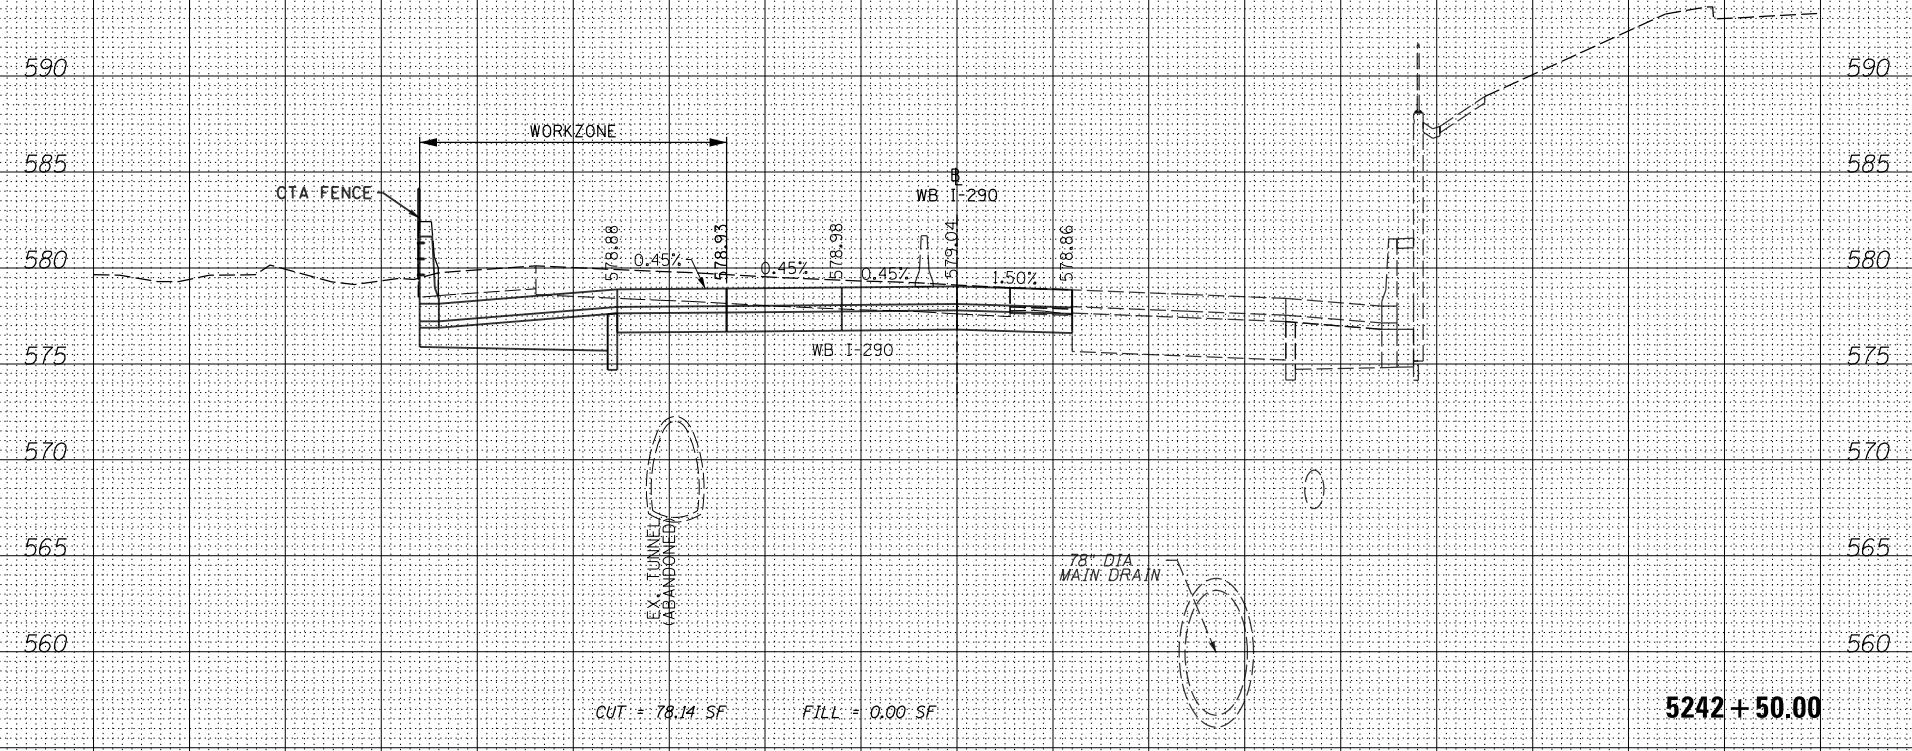 590 590
WORKZONE
585 585
CTA FENCE
WB I-290
578.88
578.93
578.98
579.04
578.86
580 580
0.45%
0.45%
0.45%
1.50%
575 575
WB I-290
570 570
565 565
EX. TUNNEL
(ABANDONED)
78" DIA
MAIN DRAIN
560 560
CUT = 78.14 SF FILL = 0.00 SF
5242 + 50.00